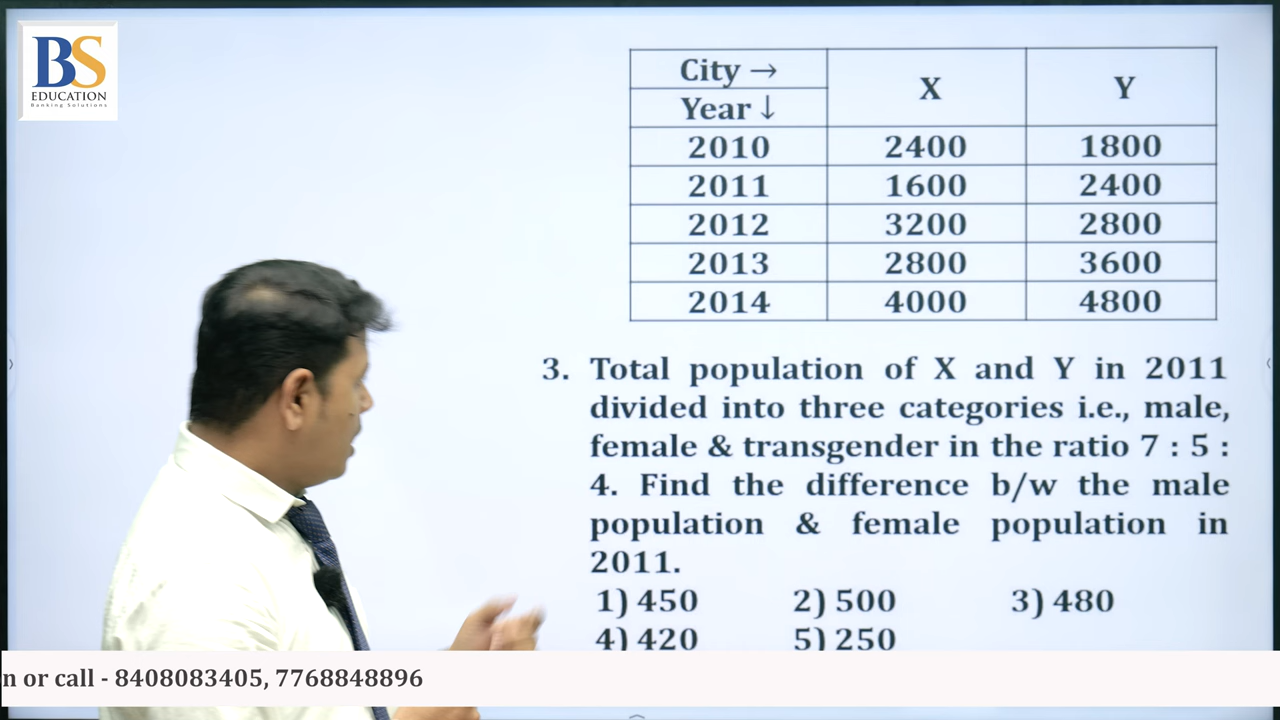 BS
EDUCATION
Banking Solutions
City → X Y
Year ↓
2010 2400 1800
2011 1600 2400
2012 3200 2800
2013 2800 3600
2014 4000 4800
3. Total population of X and Y in 2011
divided into three categories i.e., male,
female & transgender in the ratio 7 : 5 :
4. Find the difference b/w the male
population & female population in
2011.
1) 450 2) 500 3) 480
4) 420 5) 250
n or call - 8408083405, 7768848896